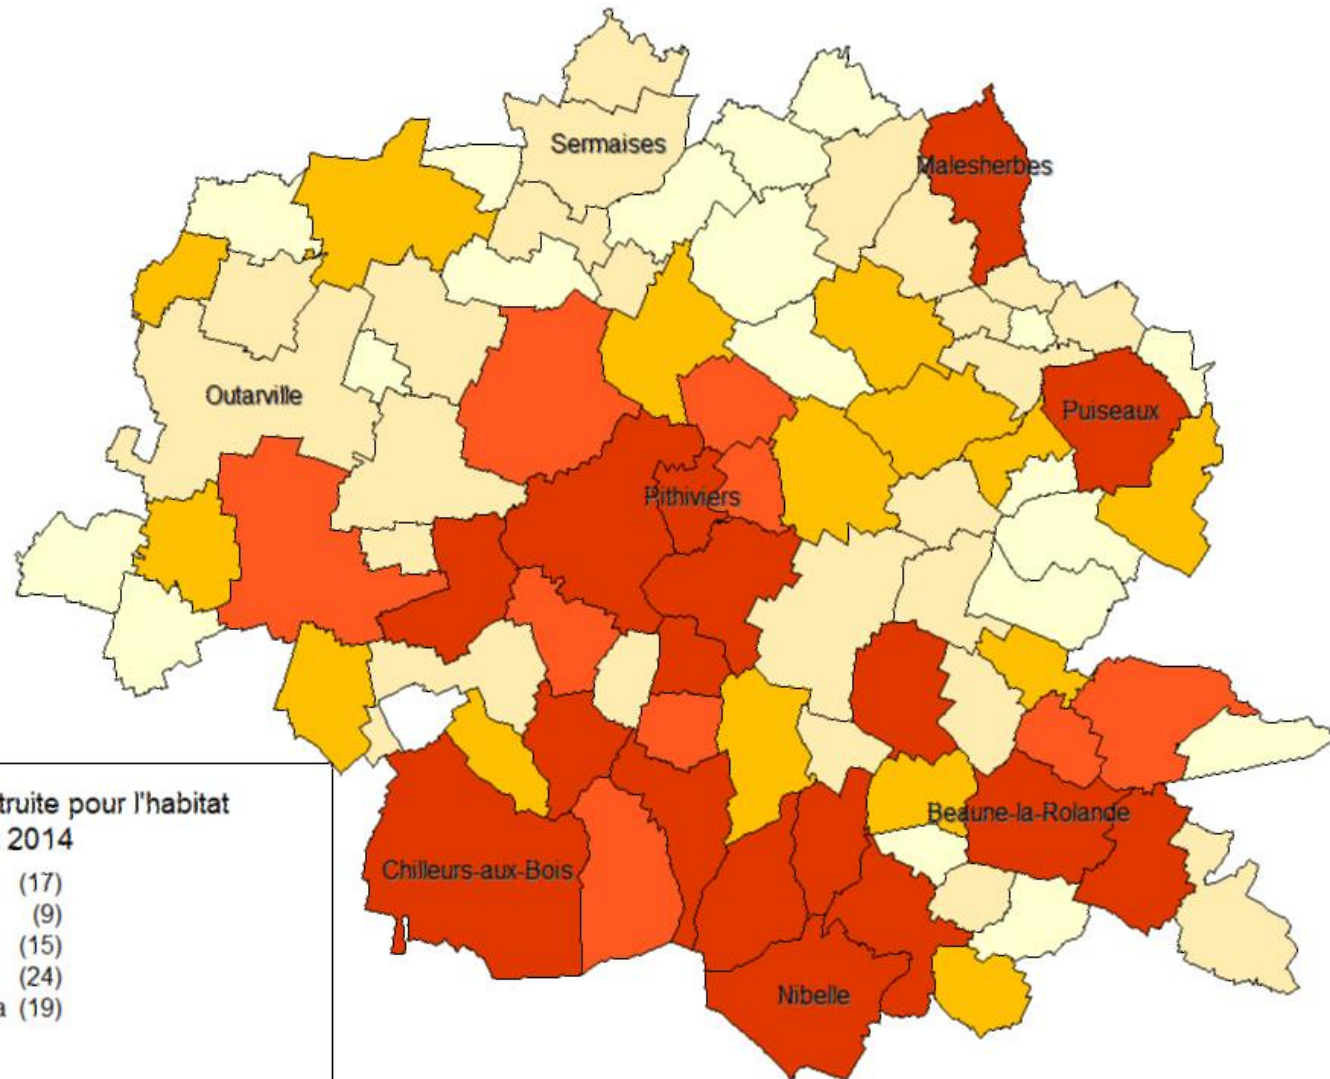 Sermaises
Malesherbes
Outarville
Puiseaux
Pithiviers
Beaune-la-Rolande
Chilleurs-aux-Bois
Nibelle
truite pour l'habitat
2014
(17)
(9)
(15)
(24)
a (19)